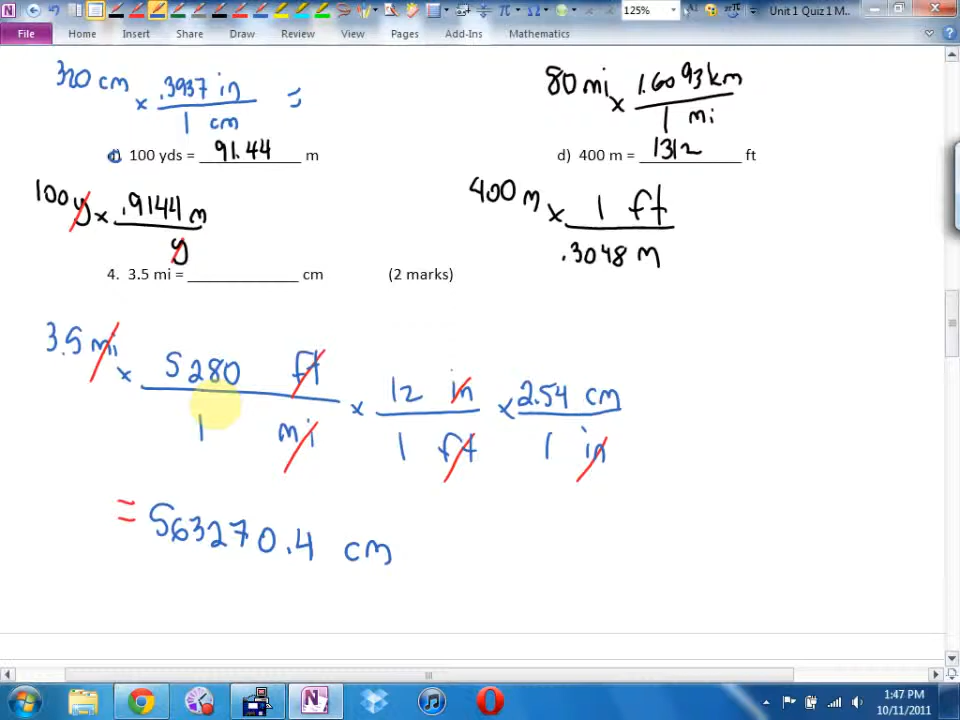 125% Unit 1 Quiz 1 M..
File Home Insert Share Draw Review View Pages Add-Ins Mathematics
320 cm × .3937 in / 1 cm =
80 mi × 1.6093 km / 1 mi
c) 100 yds = 91.44 m
d) 400 m = 1312 ft
100 y × .9144 m / y
400 m × 1 ft / .3048 m
4. 3.5 mi = ____________ cm (2 marks)
3.5 mi × 5280 ft / 1 mi × 12 in / 1 ft × 2.54 cm / 1 in
= 563270.4 cm
1:47 PM
10/11/2011